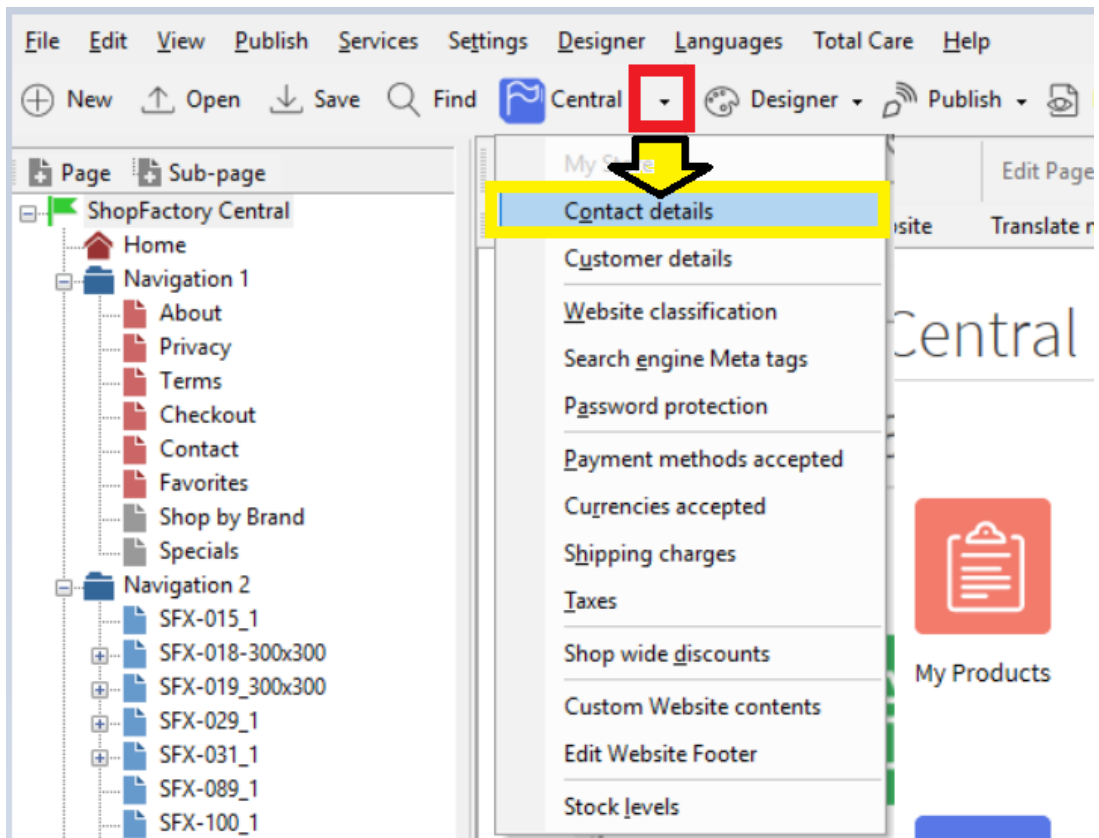 File Edit View Publish Services Settings Designer Languages Total Care Help
New Open Save Find Central Designer Publish
Page Sub-page
ShopFactory Central
Home
Navigation 1
About
Privacy
Terms
Checkout
Contact
Favorites
Shop by Brand
Specials
Navigation 2
SFX-015_1
SFX-018-300x300
SFX-019_300x300
SFX-029_1
SFX-031_1
SFX-089_1
SFX-100_1
My Store
Contact details
Customer details
Website classification
Search engine Meta tags
Password protection
Payment methods accepted
Currencies accepted
Shipping charges
Taxes
Shop wide discounts
Custom Website contents
Edit Website Footer
Stock levels
Edit Page
Translate
Central
My Products